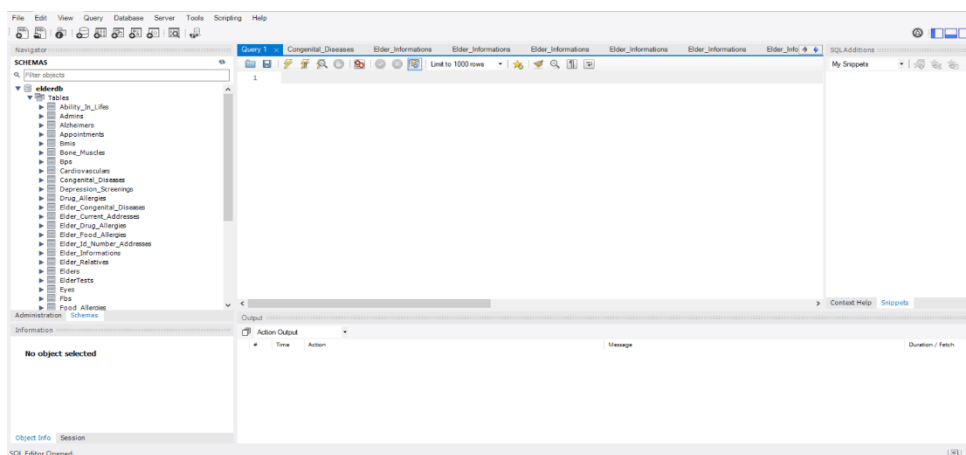 File Edit View Query Database Server Tools Scripting Help
Navigator
SCHEMAS
Filter objects
elderdb
Tables
Ability_In_Lifes
Admins
Alzheimers
Appointments
Bmis
Bone_Muscles
Bps
Cardiovasculars
Congenital_Diseases
Depression_Screenings
Drug_Allergies
Elder_Congenital_Diseases
Elder_Current_Addresses
Elder_Drug_Allergies
Elder_Food_Allergies
Elder_Id_Number_Addresses
Elder_Informations
Elder_Relatives
Elders
ElderTests
Eyes
Fbs
Food_Allergies
Administration Schemas
Information
No object selected
Object Info Session
Query 1 Congenital_Diseases Elder_Informations Elder_Informations Elder_Informations Elder_Informations Elder_Informations Elder_Info
Limit to 1000 rows
1
Output
Action Output
# Time Action Message Duration / Fetch
SQLAdditions
My Snippets
Context Help Snippets
SQL Editor Opened.